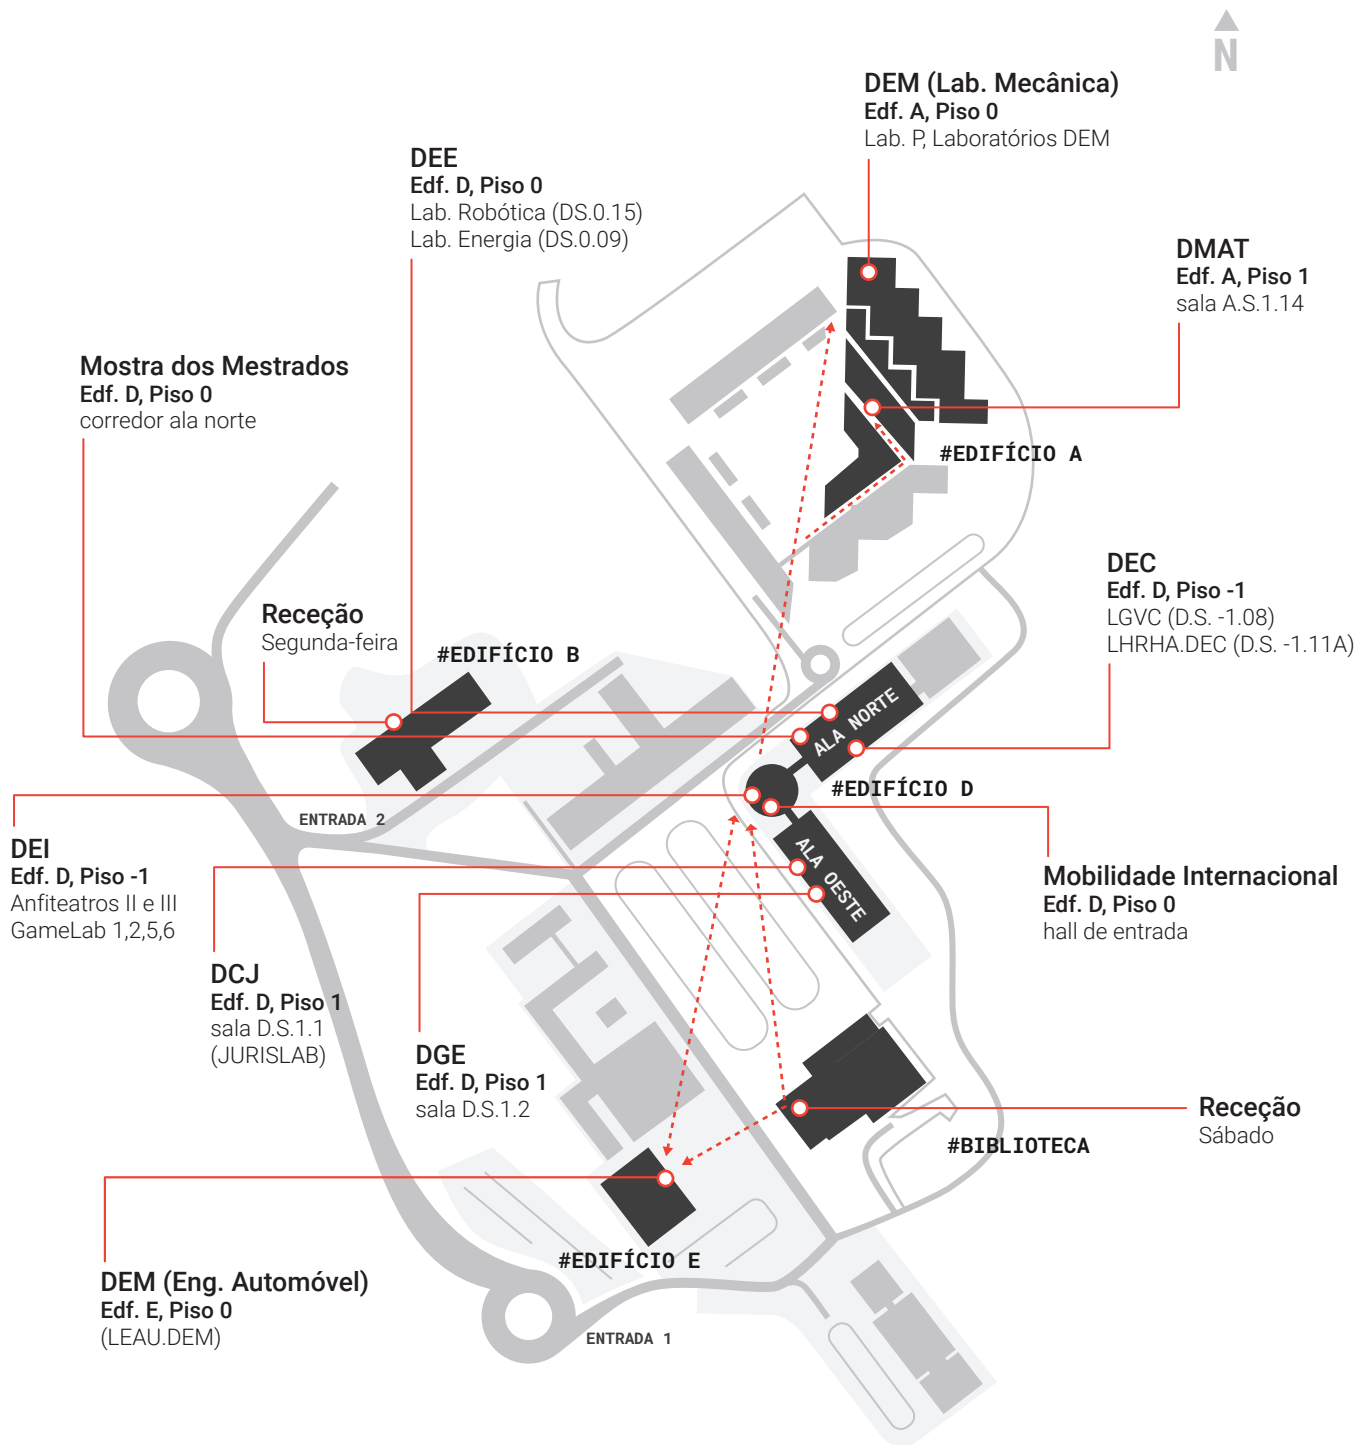 N
DEM (Lab. Mecânica)
Edf. A, Piso 0
Lab. P, Laboratórios DEM
DEE
Edf. D, Piso 0
Lab. Robótica (DS.0.15)
Lab. Energia (DS.0.09)
DMAT
Edf. A, Piso 1
sala A.S.1.14
Mostra dos Mestrados
Edf. D, Piso 0
corredor ala norte
#EDIFÍCIO A
DEC
Edf. D, Piso -1
LGVC (D.S. -1.08)
LHRHA.DEC (D.S. -1.11A)
Receção
Segunda-feira
#EDIFÍCIO B
ALA NORTE
#EDIFÍCIO D
ENTRADA 2
DEI
Edf. D, Piso -1
Anfiteatros II e III
GameLab 1,2,5,6
ALA OESTE
Mobilidade Internacional
Edf. D, Piso 0
hall de entrada
DCJ
Edf. D, Piso 1
sala D.S.1.1
(JURISLAB)
DGE
Edf. D, Piso 1
sala D.S.1.2
Receção
Sábado
#BIBLIOTECA
#EDIFÍCIO E
DEM (Eng. Automóvel)
Edf. E, Piso 0
(LEAU.DEM)
ENTRADA 1